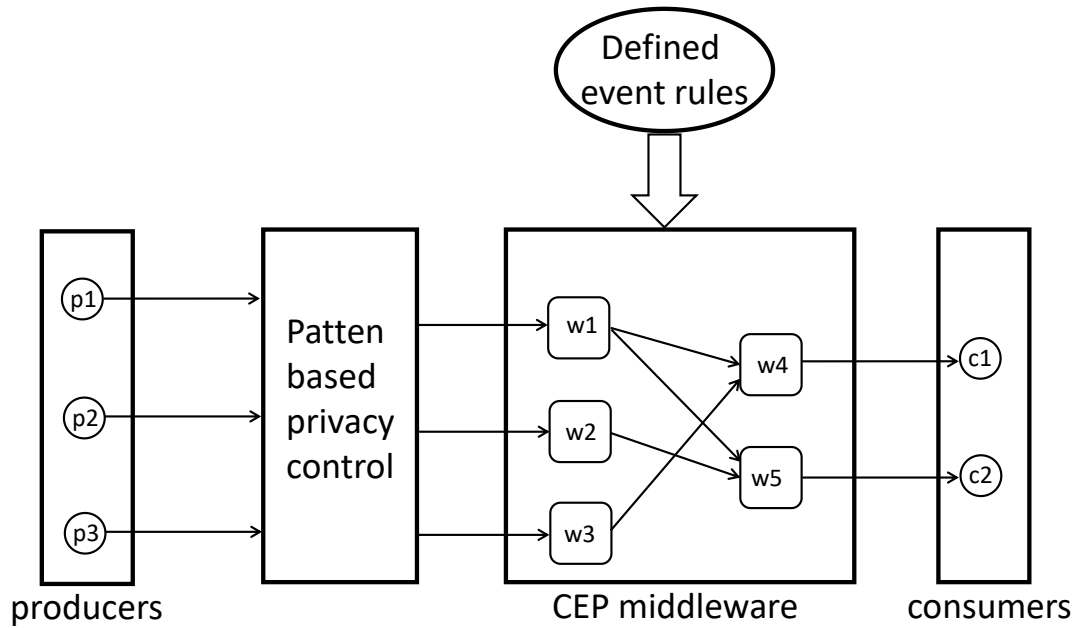 Defined
event rules
p1
p2
p3
producers
Patten
based
privacy
control
w1
w2
w3
w4
w5
CEP middleware
c1
c2
consumers